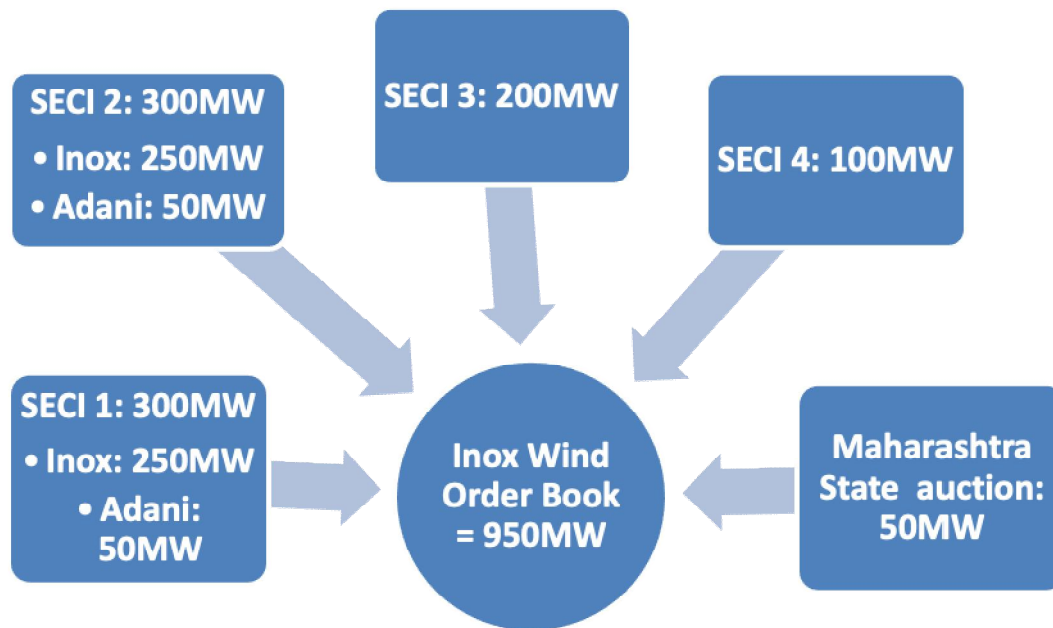 SECI 2: 300MW
• Inox: 250MW
• Adani: 50MW
SECI 3: 200MW
SECI 4: 100MW
SECI 1: 300MW
• Inox: 250MW
• Adani:
50MW
Inox Wind
Order Book
= 950MW
Maharashtra
State auction:
50MW